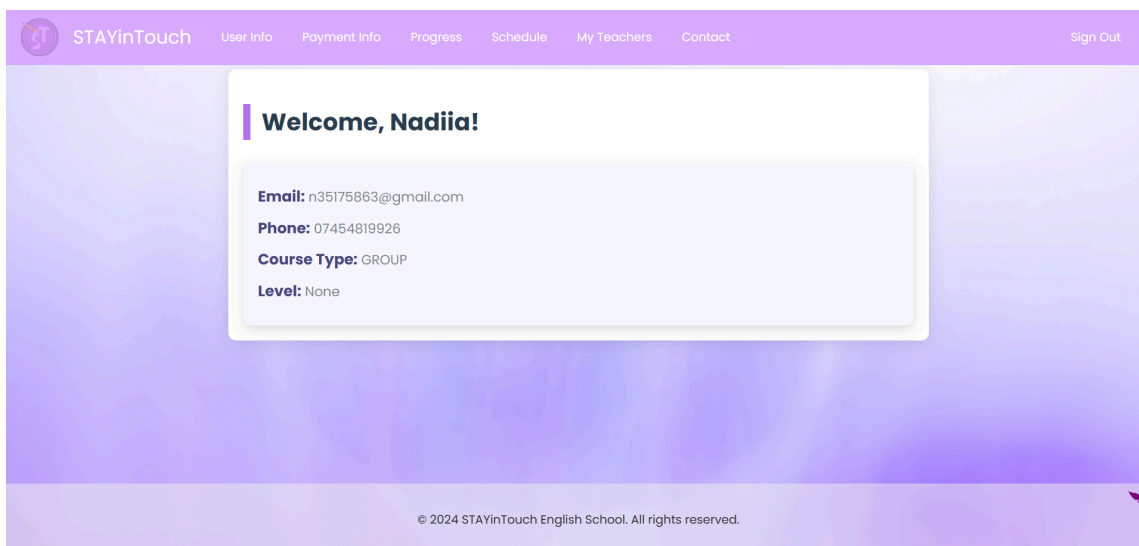 ST STAYinTouch User Info Payment Info Progress Schedule My Teachers Contact Sign Out
Welcome, Nadiia!
Email: n35175863@gmail.com
Phone: 07454819926
Course Type: GROUP
Level: None
© 2024 STAYinTouch English School. All rights reserved.